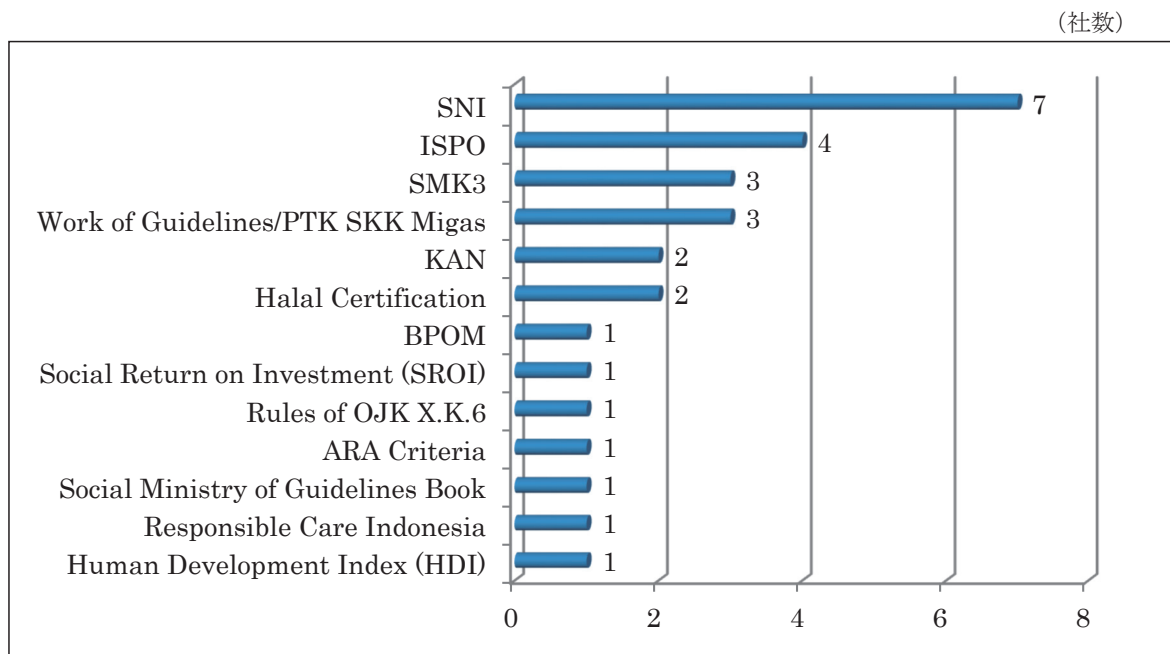 （社数）
SNI 7
ISPO 4
SMK3 3
Work of Guidelines/PTK SKK Migas 3
KAN 2
Halal Certification 2
BPOM 1
Social Return on Investment (SROI) 1
Rules of OJK X.K.6 1
ARA Criteria 1
Social Ministry of Guidelines Book 1
Responsible Care Indonesia 1
Human Development Index (HDI) 1
0 2 4 6 8